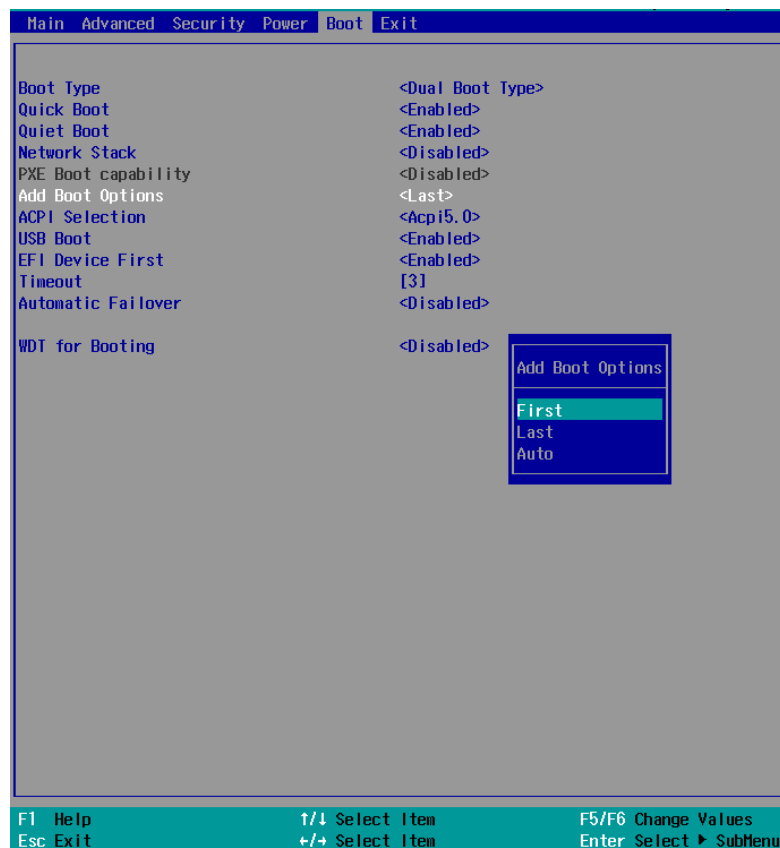 Main Advanced Security Power Boot Exit
Boot Type <Dual Boot Type>
Quick Boot <Enabled>
Quiet Boot <Enabled>
Network Stack <Disabled>
PXE Boot capability <Disabled>
Add Boot Options <Last>
ACPI Selection <Acpi5.0>
USB Boot <Enabled>
EFI Device First <Enabled>
Timeout [3]
Automatic Failover <Disabled>
WDT for Booting <Disabled>
Add Boot Options
First
Last
Auto
F1 Help ↑/↓ Select Item F5/F6 Change Values
Esc Exit ←/→ Select Item Enter Select ▶ SubMenu